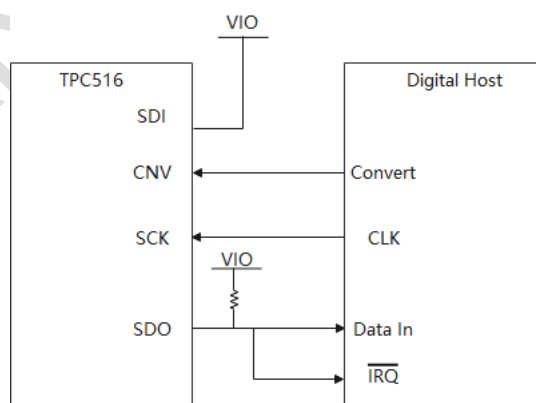 VIO
TPC516
Digital Host
SDI
CNV
Convert
SCK
CLK
VIO
SDO
Data In
IRQ